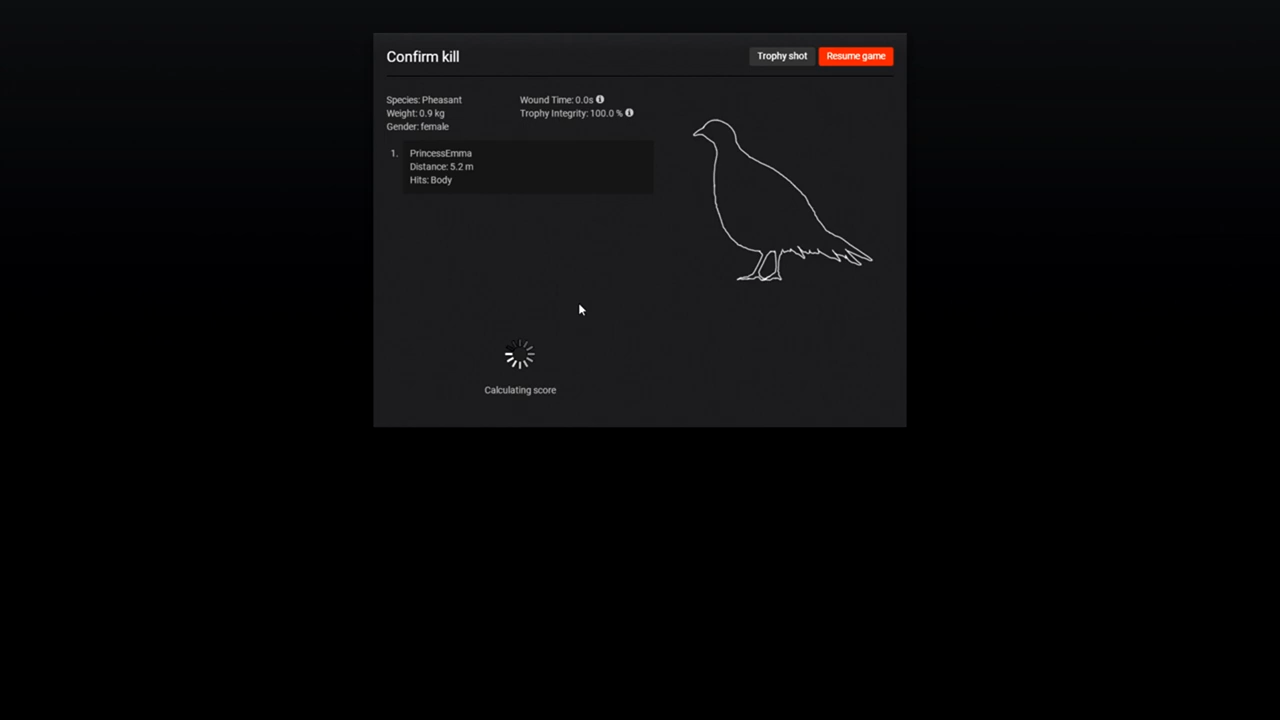 Confirm kill
Trophy shot
Resume game
Species: Pheasant
Weight: 0.9 kg
Gender: female
Wound Time: 0.0s
Trophy Integrity: 100.0 %
1. PrincessEmma
Distance: 5.2 m
Hits: Body
Calculating score